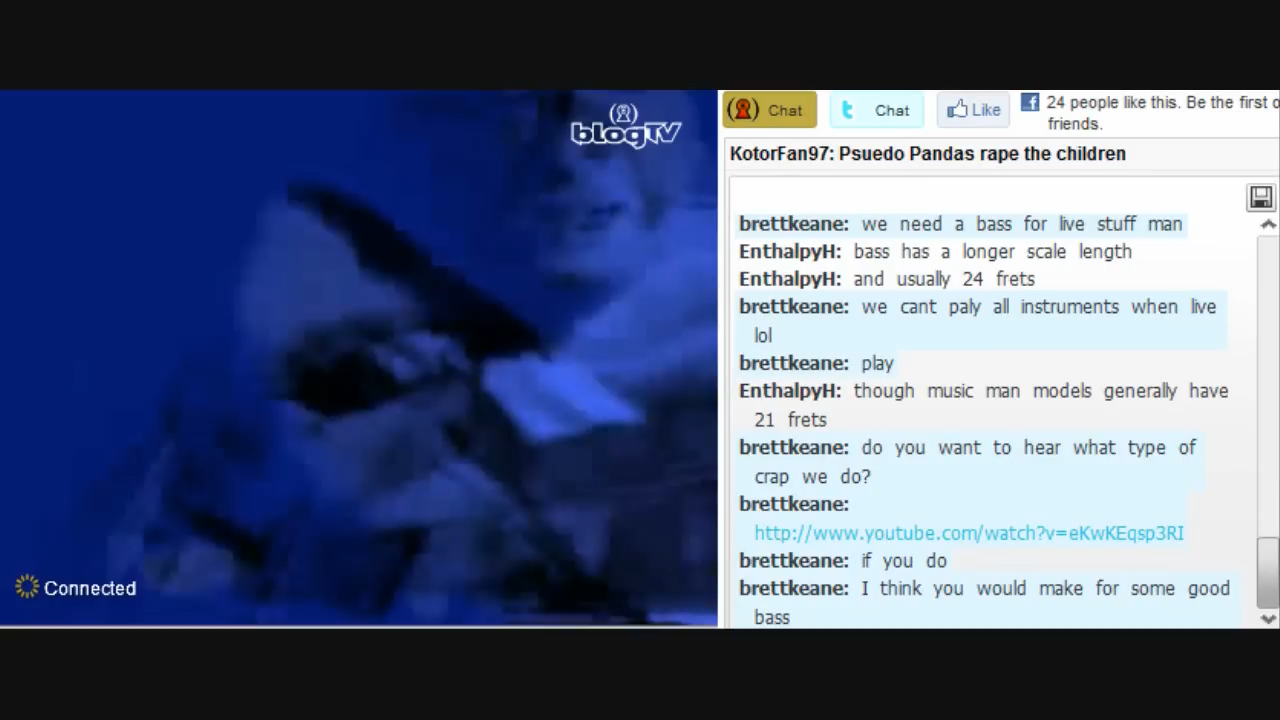 blogTV
Connected
Chat
Chat
Like
24 people like this. Be the first o
friends.
KotorFan97: Psuedo Pandas rape the children
brettkeane: we need a bass for live stuff man
EnthalpyH: bass has a longer scale length
EnthalpyH: and usually 24 frets
brettkeane: we cant paly all instruments when live
lol
brettkeane: play
EnthalpyH: though music man models generally have
21 frets
brettkeane: do you want to hear what type of
crap we do?
brettkeane:
http://www.youtube.com/watch?v=eKwKEqsp3RI
brettkeane: if you do
brettkeane: I think you would make for some good
bass